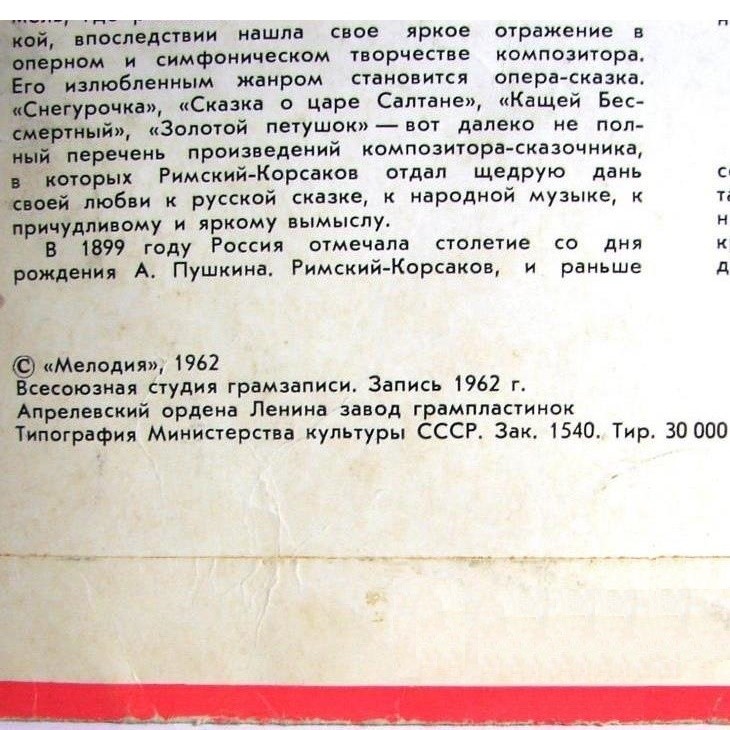 кой, впоследствии нашла свое яркое отражение в
оперном и симфоническом творчестве композитора.
Его излюбленным жанром становится опера-сказка.
«Снегурочка», «Сказка о царе Салтане», «Кащей Бес-
смертный», «Золотой петушок» — вот далеко не пол-
ный перечень произведений композитора-сказочника,
в которых Римский-Корсаков отдал щедрую дань
своей любви к русской сказке, к народной музыке, к
причудливому и яркому вымыслу.
В 1899 году Россия отмечала столетие со дня
рождения А. Пушкина. Римский-Корсаков, и раньше
© «Мелодия», 1962
Всесоюзная студия грамзаписи. Запись 1962 г.
Апрелевский ордена Ленина завод грампластинок
Типография Министерства культуры СССР. Зак. 1540. Тир. 30 000